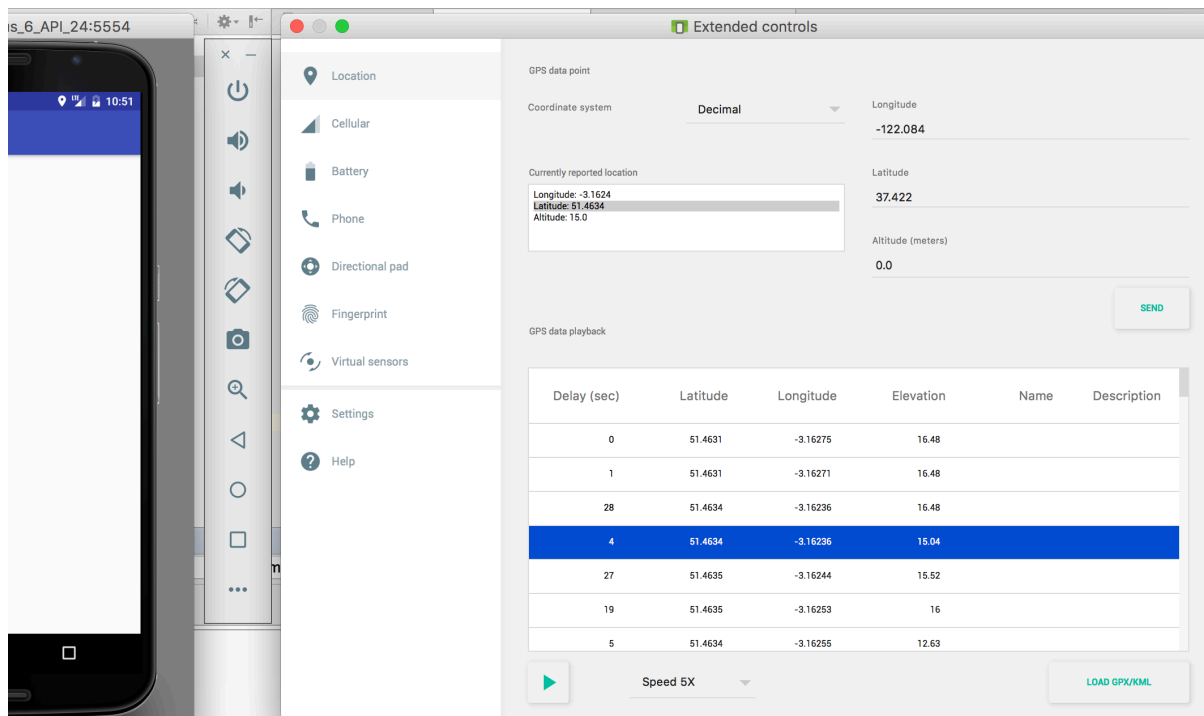 us_6_API_24:5554
Extended controls
LTE 10:51
Location
Cellular
Battery
Phone
Directional pad
Fingerprint
Virtual sensors
Settings
Help
GPS data point
Coordinate system
Decimal
Longitude
-122.084
Currently reported location
Longitude: -3.1624
Latitude: 51.4634
Altitude: 15.0
Latitude
37.422
Altitude (meters)
0.0
SEND
GPS data playback
Delay (sec) Latitude Longitude Elevation Name Description
0 51.4631 -3.16275 16.48
1 51.4631 -3.16271 16.48
28 51.4634 -3.16236 16.48
4 51.4634 -3.16236 15.04
27 51.4635 -3.16244 15.52
19 51.4635 -3.16253 16
5 51.4634 -3.16255 12.63
Speed 5X
LOAD GPX/KML